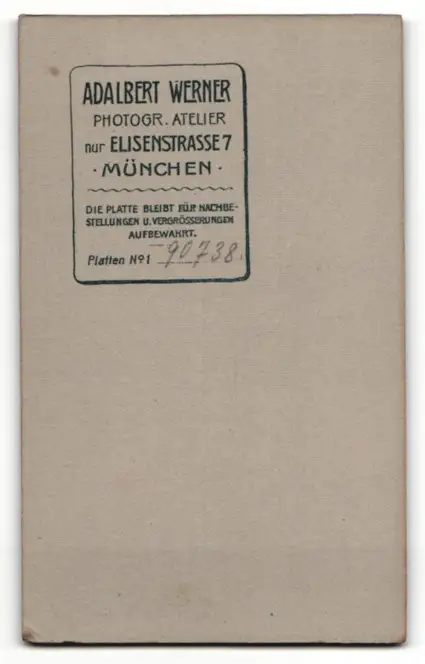 ADALBERT WERNER
PHOTOGR. ATELIER
nur ELISENSTRASSE 7
· MÜNCHEN ·
DIE PLATTE BLEIBT FÜR NACHBE-
STELLUNGEN U. VERGRÖSSERUNGEN
AUFBEWAHRT.
Platten No 1 90738.